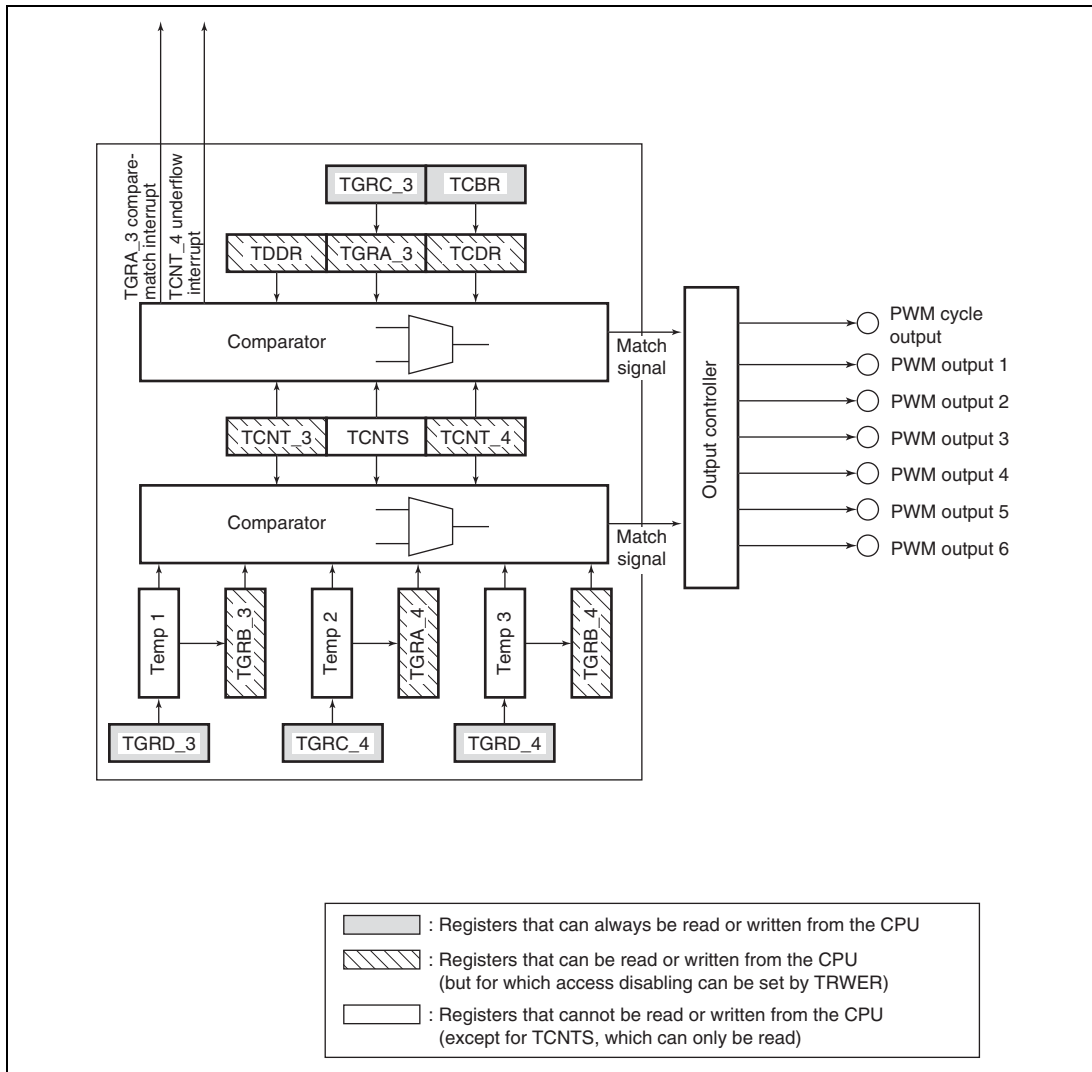 TGRA_3 compare-
match interrupt
TCNT_4 underflow
interrupt
TGRC_3
TCBR
TDDR
TGRA_3
TCDR
Comparator
Match
signal
TCNT_3
TCNTS
TCNT_4
Comparator
Match
signal
Temp 1
TGRB_3
Temp 2
TGRA_4
Temp 3
TGRB_4
TGRD_3
TGRC_4
TGRD_4
Output controller
PWM cycle
output
PWM output 1
PWM output 2
PWM output 3
PWM output 4
PWM output 5
PWM output 6
: Registers that can always be read or written from the CPU
: Registers that can be read or written from the CPU
(but for which access disabling can be set by TRWER)
: Registers that cannot be read or written from the CPU
(except for TCNTS, which can only be read)